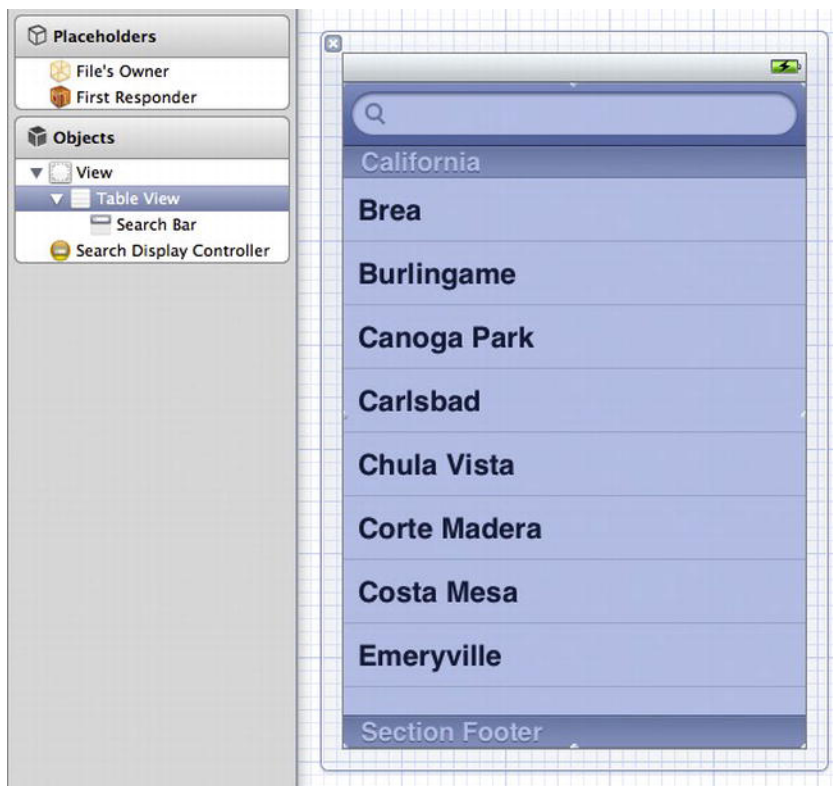 Placeholders
File's Owner
First Responder
Objects
View
Table View
Search Bar
Search Display Controller
California
Brea
Burlingame
Canoga Park
Carlsbad
Chula Vista
Corte Madera
Costa Mesa
Emeryville
Section Footer